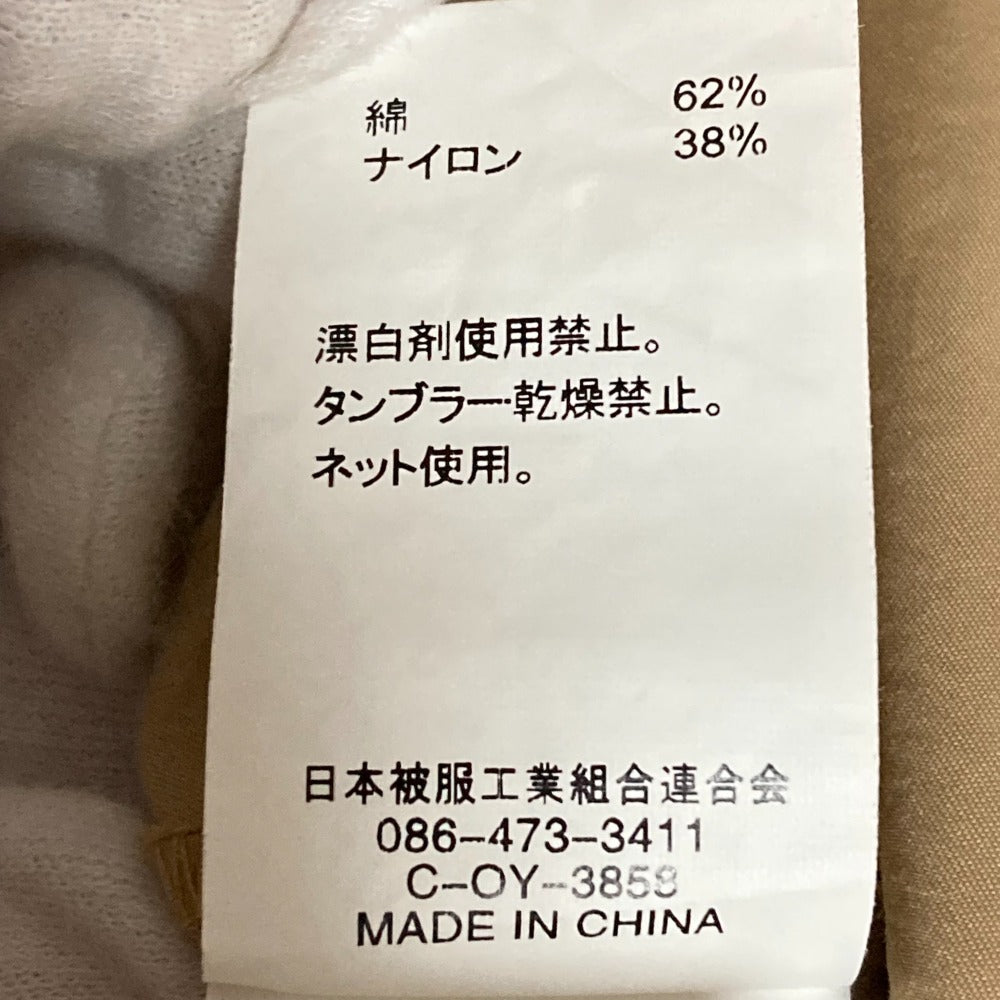 綿 62%
ナイロン 38%
漂白剤使用禁止。
タンブラー乾燥禁止。
ネット使用。
日本被服工業組合連合会
086-473-3411
C-OY-3858
MADE IN CHINA